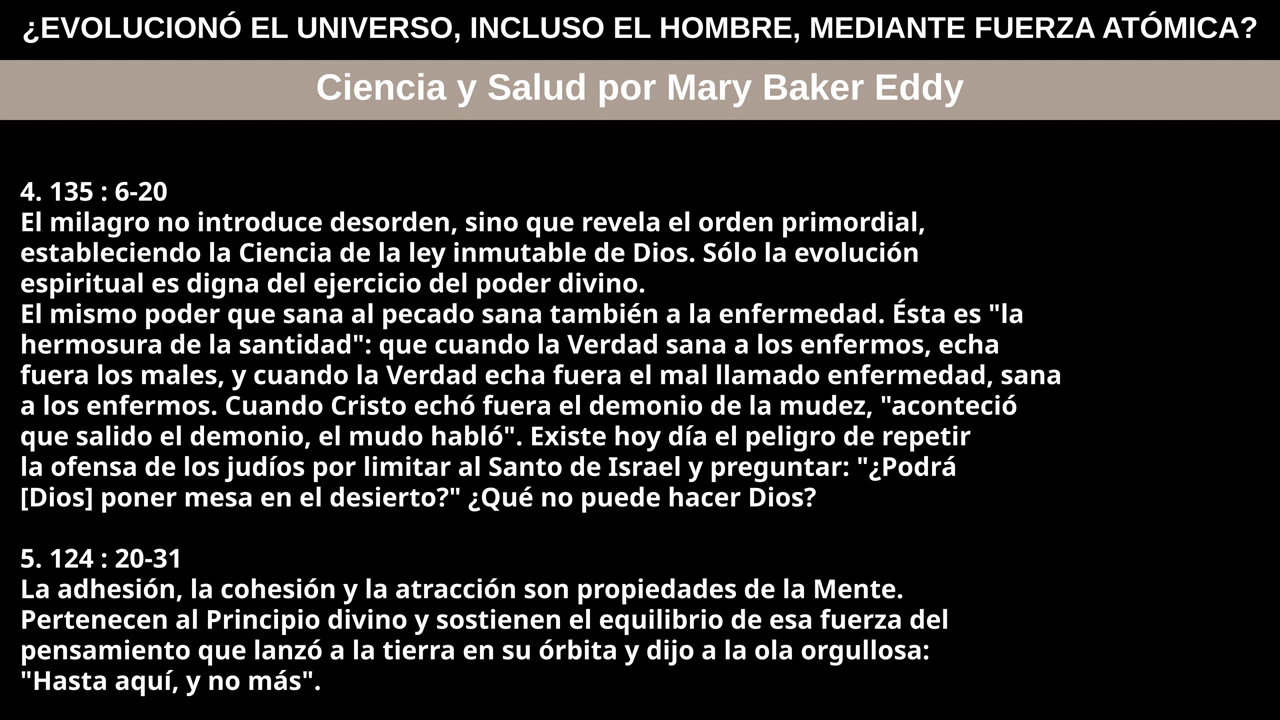 ¿EVOLUCIONÓ EL UNIVERSO, INCLUSO EL HOMBRE, MEDIANTE FUERZA ATÓMICA?
Ciencia y Salud por Mary Baker Eddy
4. 135 : 6-20
El milagro no introduce desorden, sino que revela el orden primordial,
estableciendo la Ciencia de la ley inmutable de Dios. Sólo la evolución
espiritual es digna del ejercicio del poder divino.
El mismo poder que sana al pecado sana también a la enfermedad. Ésta es "la
hermosura de la santidad": que cuando la Verdad sana a los enfermos, echa
fuera los males, y cuando la Verdad echa fuera el mal llamado enfermedad, sana
a los enfermos. Cuando Cristo echó fuera el demonio de la mudez, "aconteció
que salido el demonio, el mudo habló". Existe hoy día el peligro de repetir
la ofensa de los judíos por limitar al Santo de Israel y preguntar: "¿Podrá
[Dios] poner mesa en el desierto?" ¿Qué no puede hacer Dios?
5. 124 : 20-31
La adhesión, la cohesión y la atracción son propiedades de la Mente.
Pertenecen al Principio divino y sostienen el equilibrio de esa fuerza del
pensamiento que lanzó a la tierra en su órbita y dijo a la ola orgullosa:
"Hasta aquí, y no más".